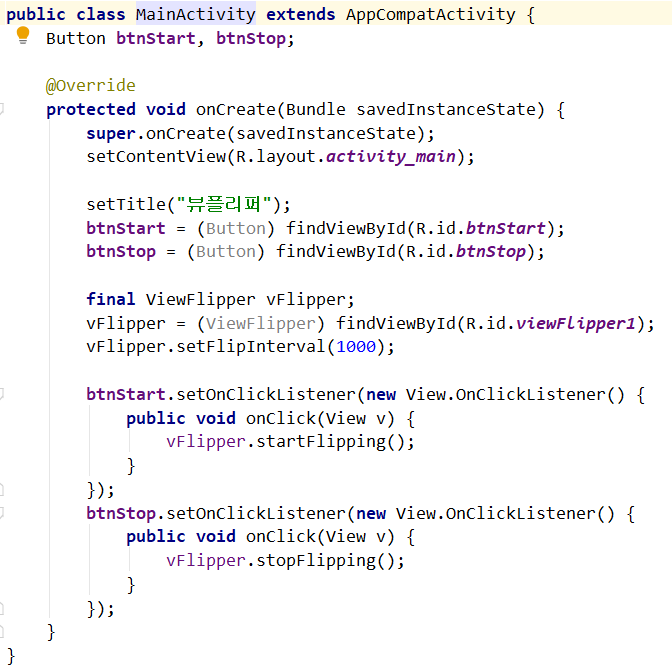 public class MainActivity extends AppCompatActivity {
    Button btnStart, btnStop;

    @Override
    protected void onCreate(Bundle savedInstanceState) {
        super.onCreate(savedInstanceState);
        setContentView(R.layout.activity_main);

        setTitle("뷰플리퍼");
        btnStart = (Button) findViewById(R.id.btnStart);
        btnStop = (Button) findViewById(R.id.btnStop);

        final ViewFlipper vFlipper;
        vFlipper = (ViewFlipper) findViewById(R.id.viewFlipper1);
        vFlipper.setFlipInterval(1000);

        btnStart.setOnClickListener(new View.OnClickListener() {
            public void onClick(View v) {
                vFlipper.startFlipping();
            }
        });
        btnStop.setOnClickListener(new View.OnClickListener() {
            public void onClick(View v) {
                vFlipper.stopFlipping();
            }
        });
    }
}